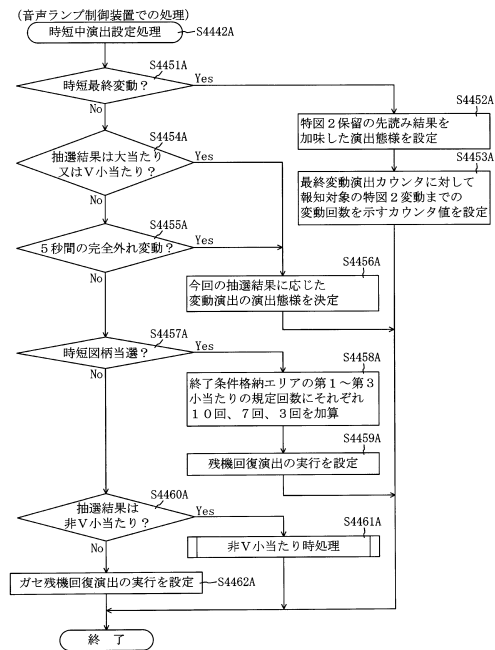 (音声ランプ制御装置での処理)
時短中演出設定処理
S4442A
S4451A
時短最終変動？
Yes
No
S4452A
特図２保留の先読み結果を
加味した演出態様を設定
S4453A
最終変動演出カウンタに対して
報知対象の特図２変動までの
変動回数を示すカウンタ値を設定
S4454A
抽選結果は大当たり
又はＶ小当たり？
Yes
No
S4455A
５秒間の完全外れ変動？
Yes
No
S4456A
今回の抽選結果に応じた
変動演出の演出態様を決定
S4457A
時短図柄当選？
Yes
No
S4458A
終了条件格納エリアの第１～第３
小当たりの規定回数にそれぞれ
１０回、７回、３回を加算
S4459A
残機回復演出の実行を設定
S4460A
抽選結果は
非Ｖ小当たり？
Yes
No
S4461A
非Ｖ小当たり時処理
ガセ残機回復演出の実行を設定
S4462A
終 了